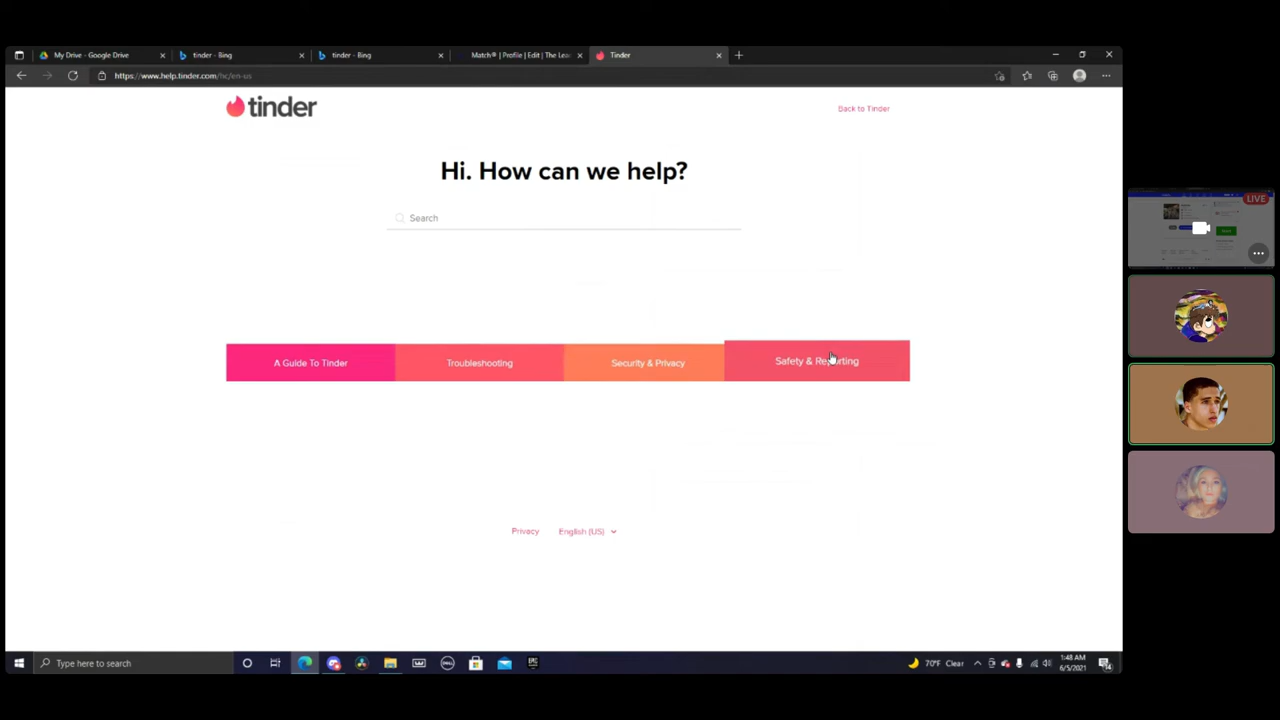 My Drive - Google Drive
tinder - Bing
tinder - Bing
Match® | Profile | Edit | The Lea
Tinder
https://www.help.tinder.com/hc/en-us
tinder
Back to Tinder
Hi. How can we help?
Search
LIVE
A Guide To Tinder
Troubleshooting
Security & Privacy
Safety & Reporting
Privacy
English (US)
Type here to search
DELL
EPIC
70°F Clear
1:48 AM
6/5/2021